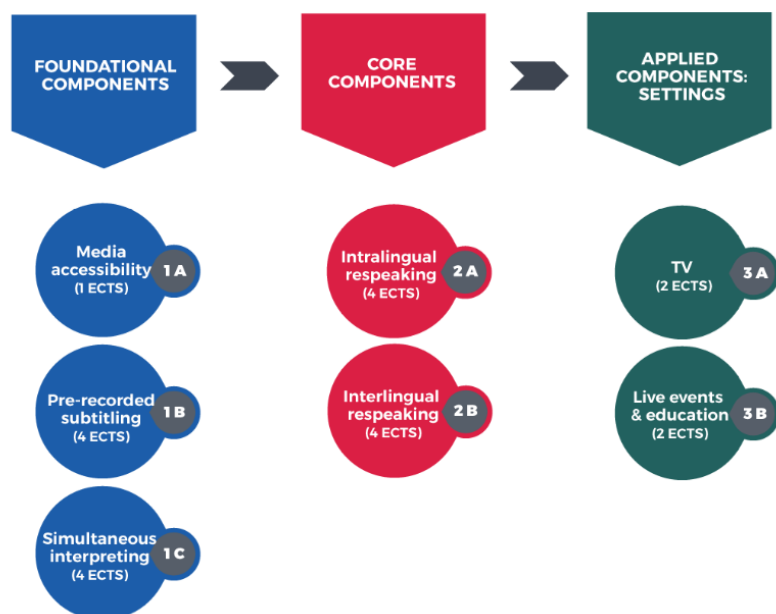 FOUNDATIONAL
COMPONENTS
CORE
COMPONENTS
APPLIED
COMPONENTS:
SETTINGS
Media
accessibility
(1 ECTS)
1 A
Pre-recorded
subtitling
(4 ECTS)
1 B
Simultaneous
interpreting
(4 ECTS)
1 C
Intralingual
respeaking
(4 ECTS)
2 A
Interlingual
respeaking
(4 ECTS)
2 B
TV
(2 ECTS)
3 A
Live events
& education
(2 ECTS)
3 B